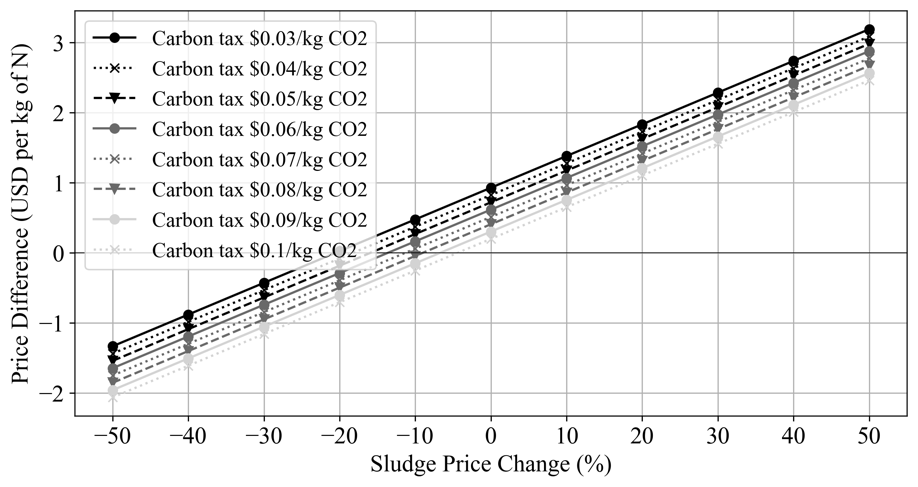 Carbon tax $0.03/kg CO2
Carbon tax $0.04/kg CO2
Carbon tax $0.05/kg CO2
Carbon tax $0.06/kg CO2
Carbon tax $0.07/kg CO2
Carbon tax $0.08/kg CO2
Carbon tax $0.09/kg CO2
Carbon tax $0.1/kg CO2
Price Difference (USD per kg of N)
3
2
1
0
−1
−2
−50 −40 −30 −20 −10 0 10 20 30 40 50
Sludge Price Change (%)